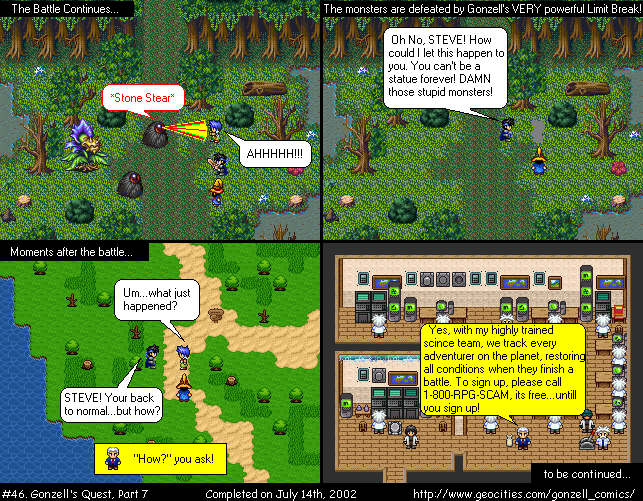 The Battle Continues...
*Stone Stear*
AHHHHH!!!
The monsters are defeated by Gonzell's VERY powerful Limit Break!
Oh No, STEVE! How
could I let this happen to
you. You can't be a
statue forever! DAMN
those stupid monsters!
Moments after the battle...
Um...what just
happened?
STEVE! Your back
to normal...but how?
"How?" you ask!
Yes, with my highly trained
scince team, we track every
adventurer on the planet, restoring
all conditions when they finish a
battle. To sign up, please call
1-800-RPG-SCAM, its free...untill
you sign up!
to be continued...
#46. Gonzell's Quest, Part 7
Completed on July 14th, 2002
http://www.geocities.com/gonzell_comics/